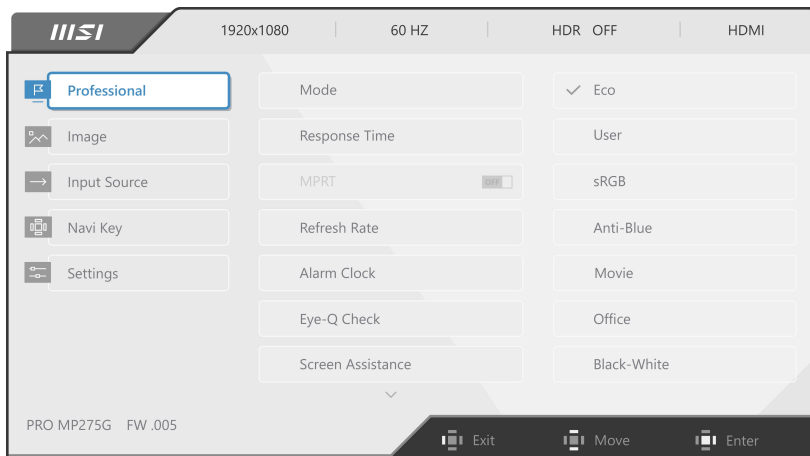 msi 1920x1080 60 HZ HDR OFF HDMI
Professional Mode Eco
Image Response Time User
Input Source MPRT OFF sRGB
Navi Key Refresh Rate Anti-Blue
Settings Alarm Clock Movie
Eye-Q Check Office
Screen Assistance Black-White
PRO MP275G FW .005
Exit Move Enter